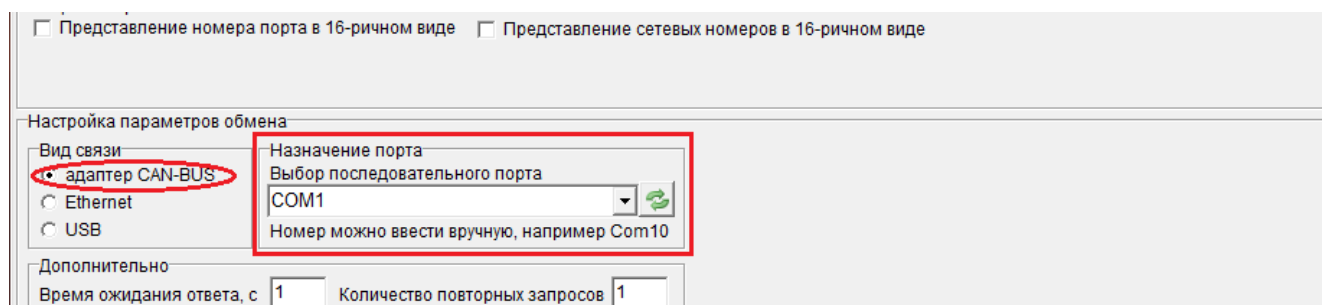 Представление номера порта в 16-ричном виде Представление сетевых номеров в 16-ричном виде
Настройка параметров обмена
Вид связи
адаптер CAN-BUS
Ethernet
USB
Назначение порта
Выбор последовательного порта
COM1
Номер можно ввести вручную, например Com10
Дополнительно
Время ожидания ответа, с 1 Количество повторных запросов 1